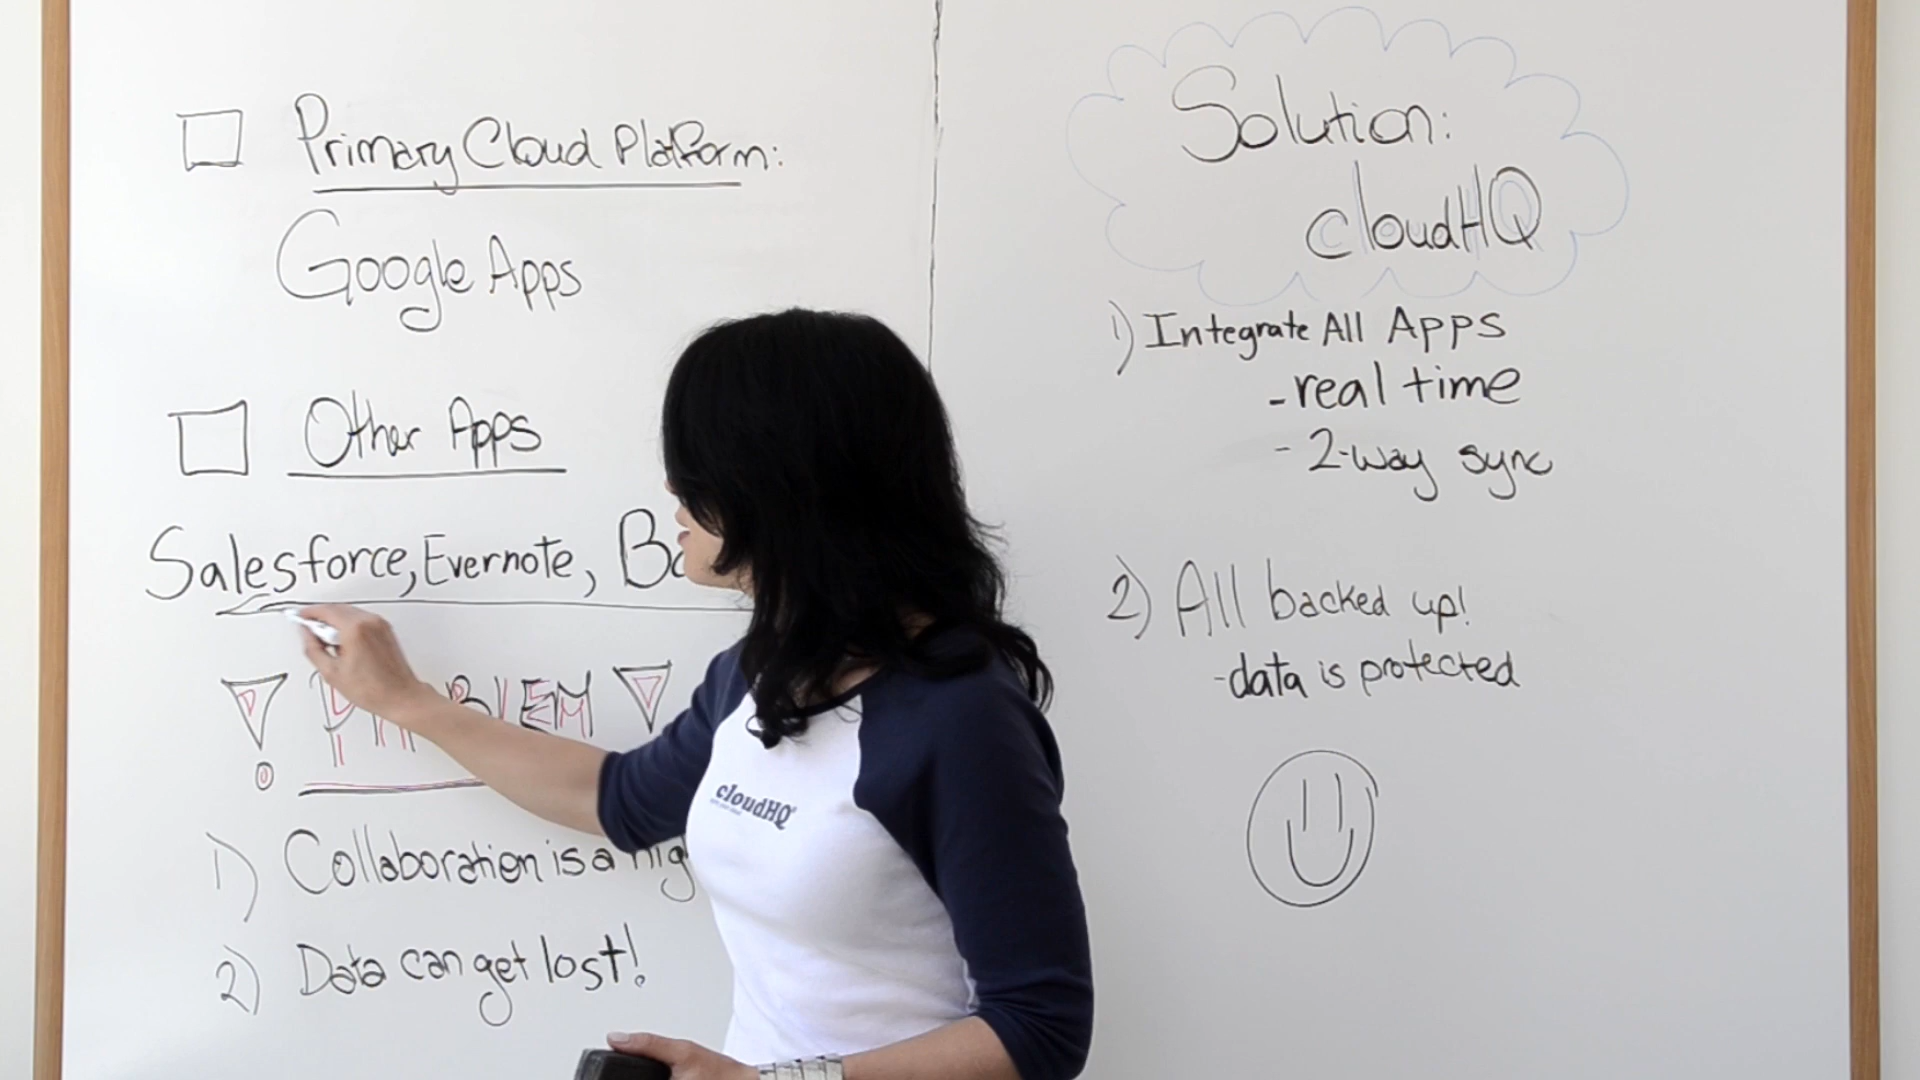 Primary Cloud Platform:
Google Apps
Other Apps
Salesforce, Evernote,
1) Collaboration is a
2) Data can get lost!
Solution:
cloudHQ
1) Integrate All Apps
- real time
- 2-way sync
2) All backed up!
- data is protected
cloudHQ